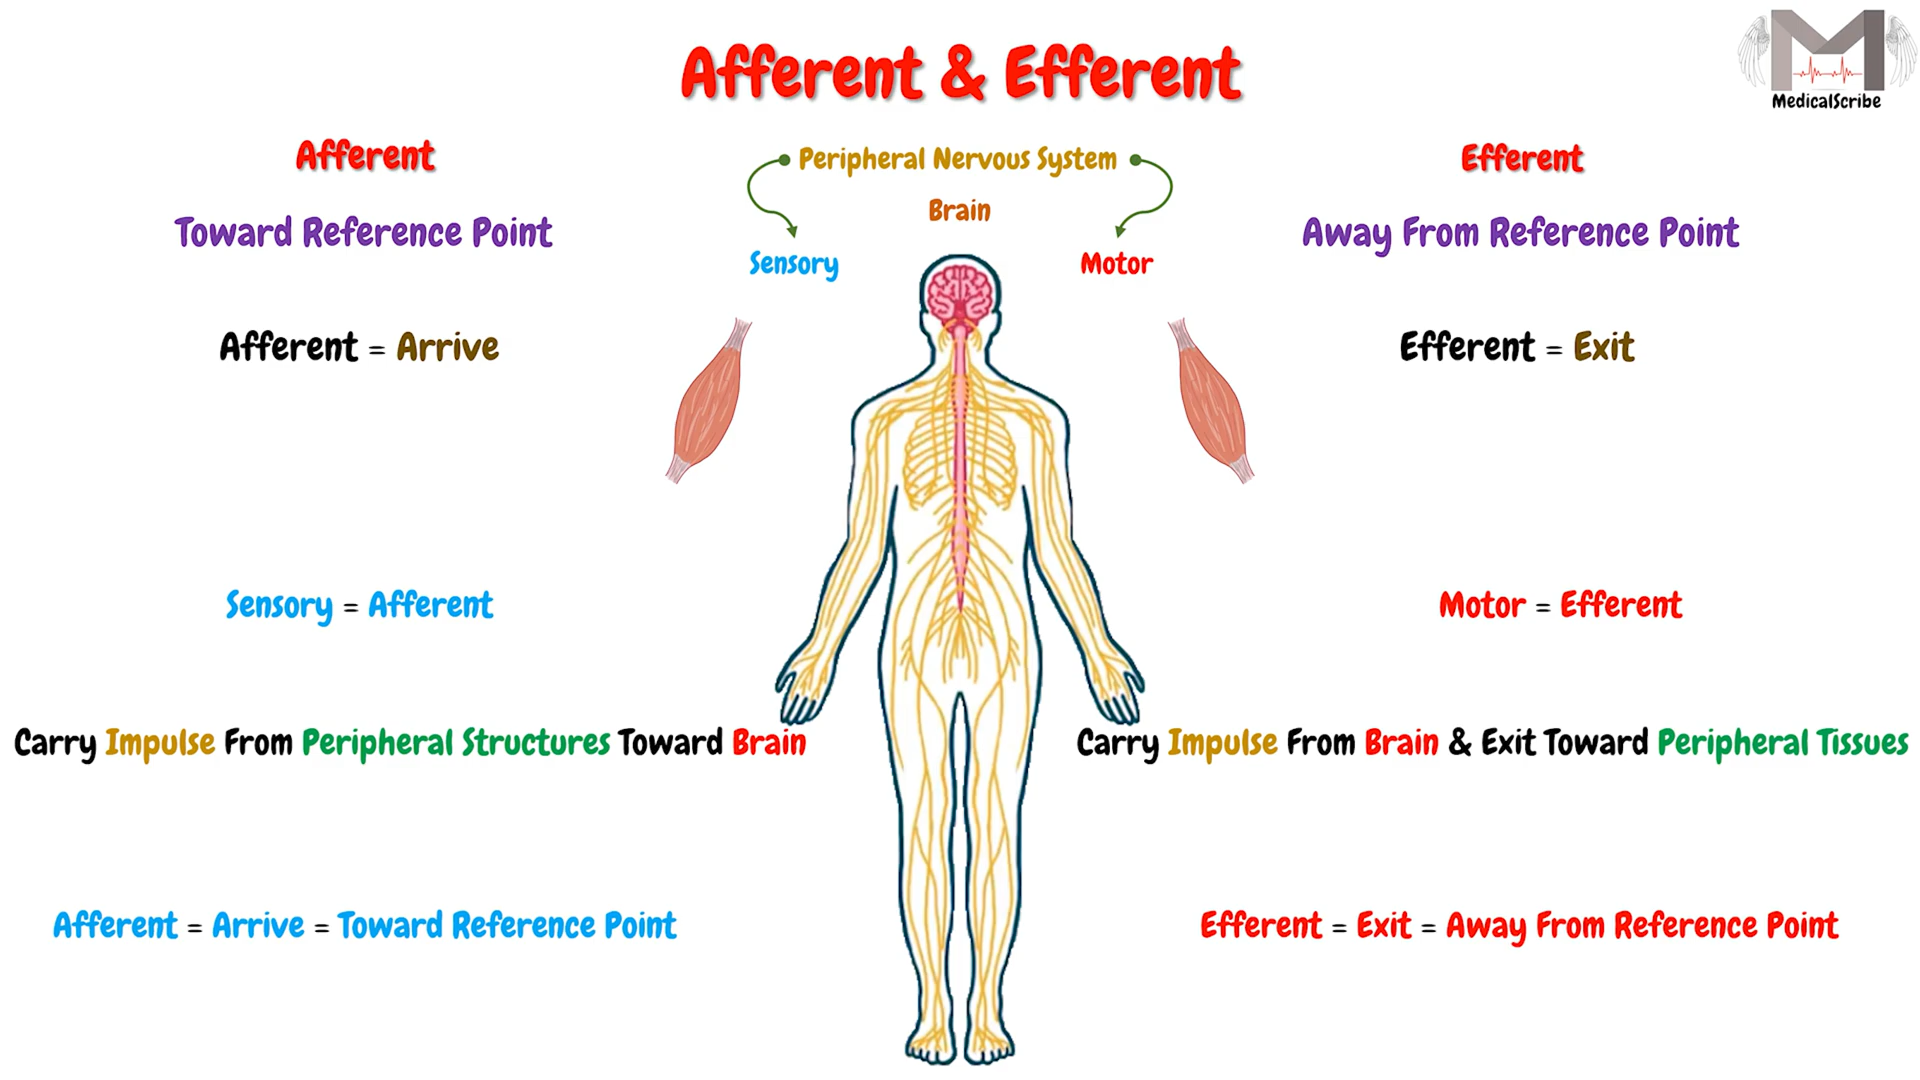 Afferent & Efferent
MedicalScribe
Afferent
Toward Reference Point
Afferent = Arrive
Peripheral Nervous System
Brain
Sensory
Motor
Efferent
Away From Reference Point
Efferent = Exit
Sensory = Afferent
Motor = Efferent
Carry Impulse From Peripheral Structures Toward Brain
Carry Impulse From Brain & Exit Toward Peripheral Tissues
Afferent = Arrive = Toward Reference Point
Efferent = Exit = Away From Reference Point